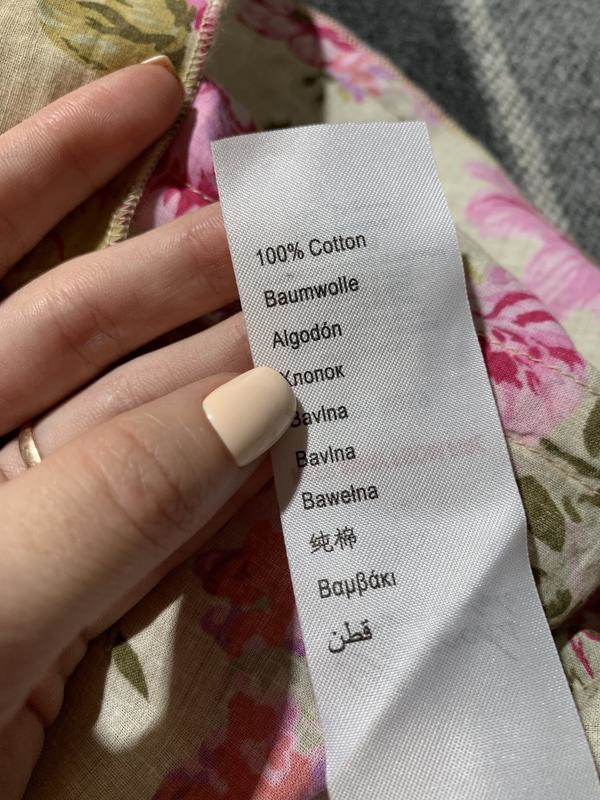 100% Cotton
Baumwolle
Algodón
Хлопок
Bavlna
Bavlna
Bawełna
纯棉
Βαμβάκι
قطن